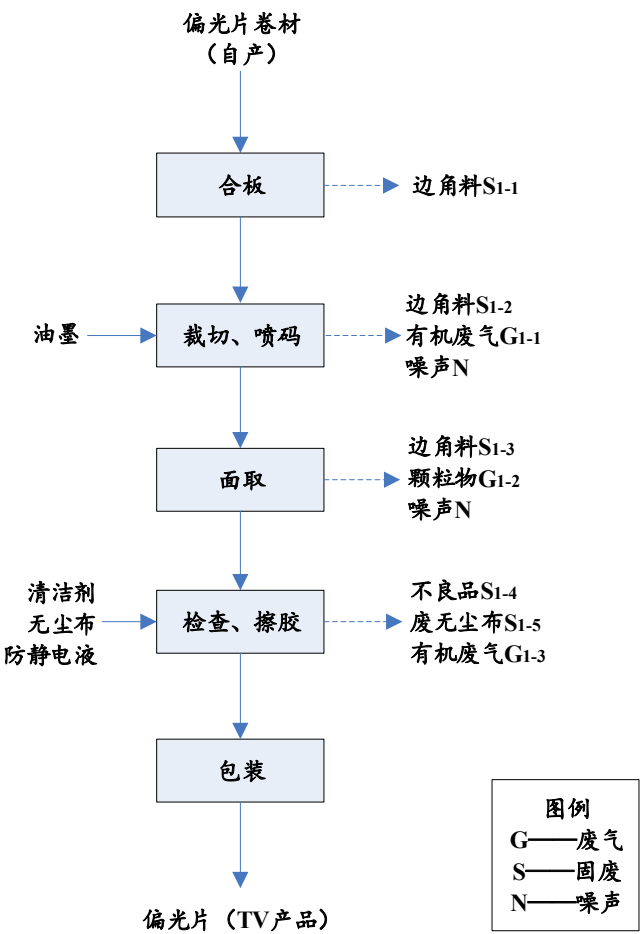 偏光片卷材
（自产）
合板
边角料S1-1
油墨
裁切、喷码
边角料S1-2
有机废气G1-1
噪声N
面取
边角料S1-3
颗粒物G1-2
噪声N
清洁剂
无尘布
防静电液
检查、擦胶
不良品S1-4
废无尘布S1-5
有机废气G1-3
包装
偏光片（TV产品）
图例
G——废气
S——固废
N——噪声